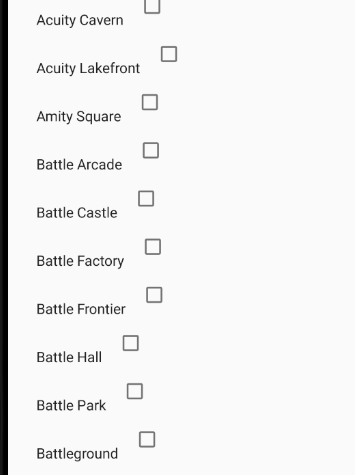 Acuity Cavern
Acuity Lakefront
Amity Square
Battle Arcade
Battle Castle
Battle Factory
Battle Frontier
Battle Hall
Battle Park
Battleground